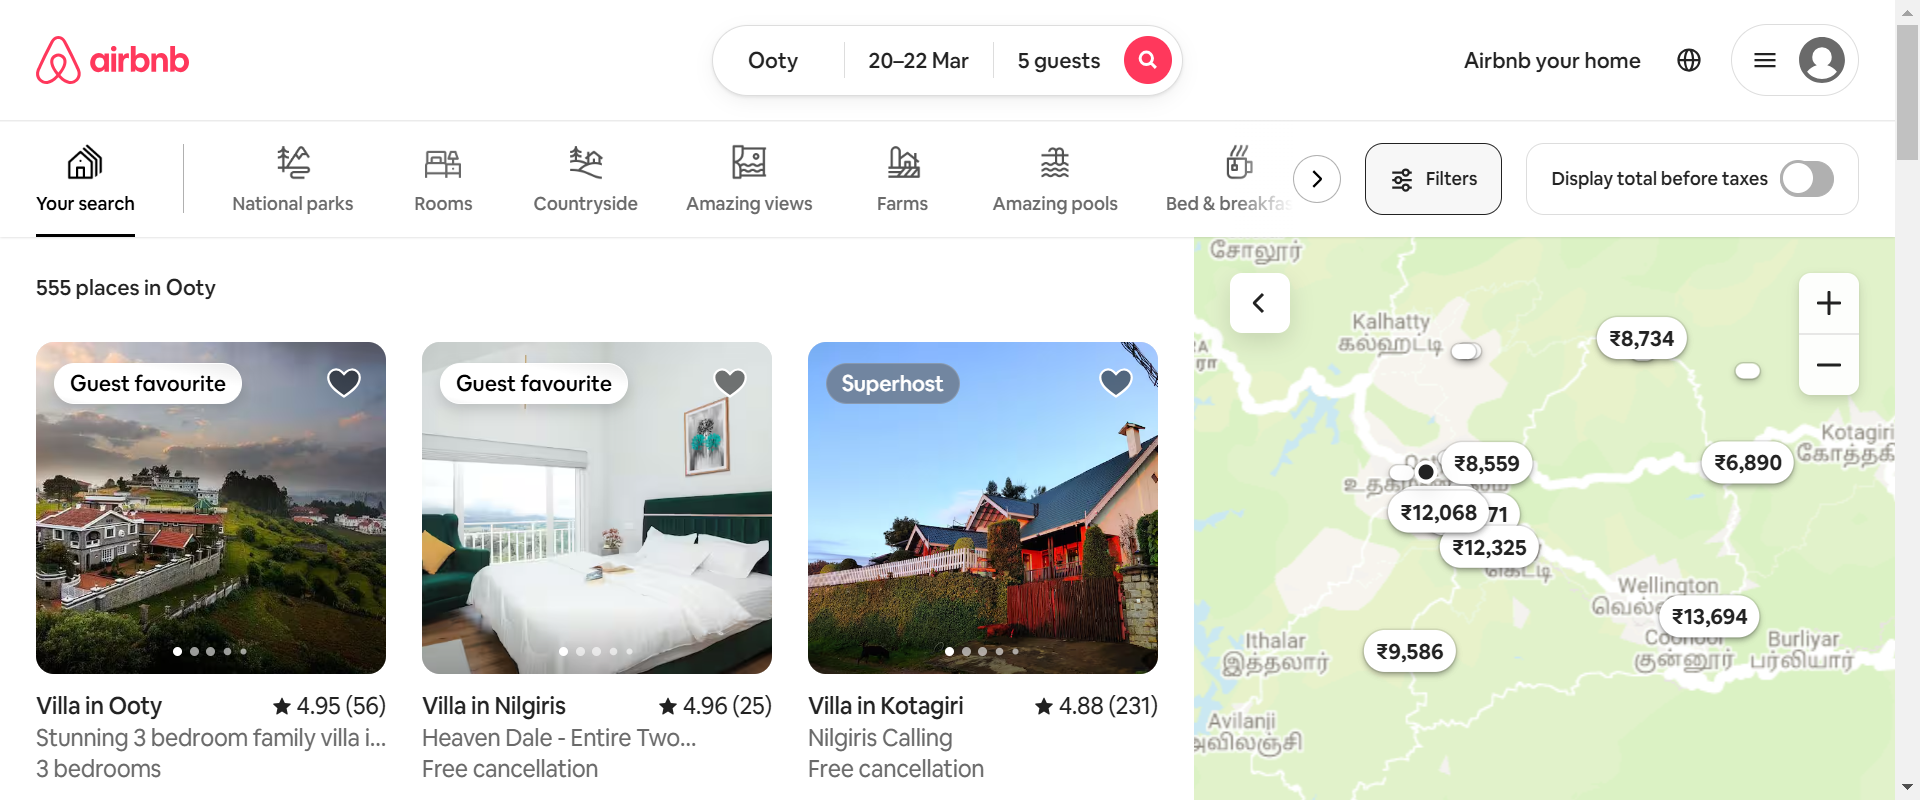 airbnb
Ooty
20–22 Mar
5 guests
Airbnb your home
Your search
National parks
Rooms
Countryside
Amazing views
Farms
Amazing pools
Bed & breakfas
Filters
Display total before taxes
555 places in Ooty
Guest favourite
Guest favourite
Superhost
Villa in Ooty
4.95 (56)
Stunning 3 bedroom family villa i...
3 bedrooms
Villa in Nilgiris
4.96 (25)
Heaven Dale - Entire Two...
Free cancellation
Villa in Kotagiri
4.88 (231)
Nilgiris Calling
Free cancellation
சோலூர்
Kalhatty
கல்ஹட்டி
₹8,734
Kotagiri
₹8,559
₹6,890
₹12,068
71
₹12,325
கெட்டி
Wellington
₹13,694
Coonoor
குன்னூர்
Burliyar
பர்லியார்
Ithalar
இத்தலார்
₹9,586
Avilanji
அவிலஞ்சி